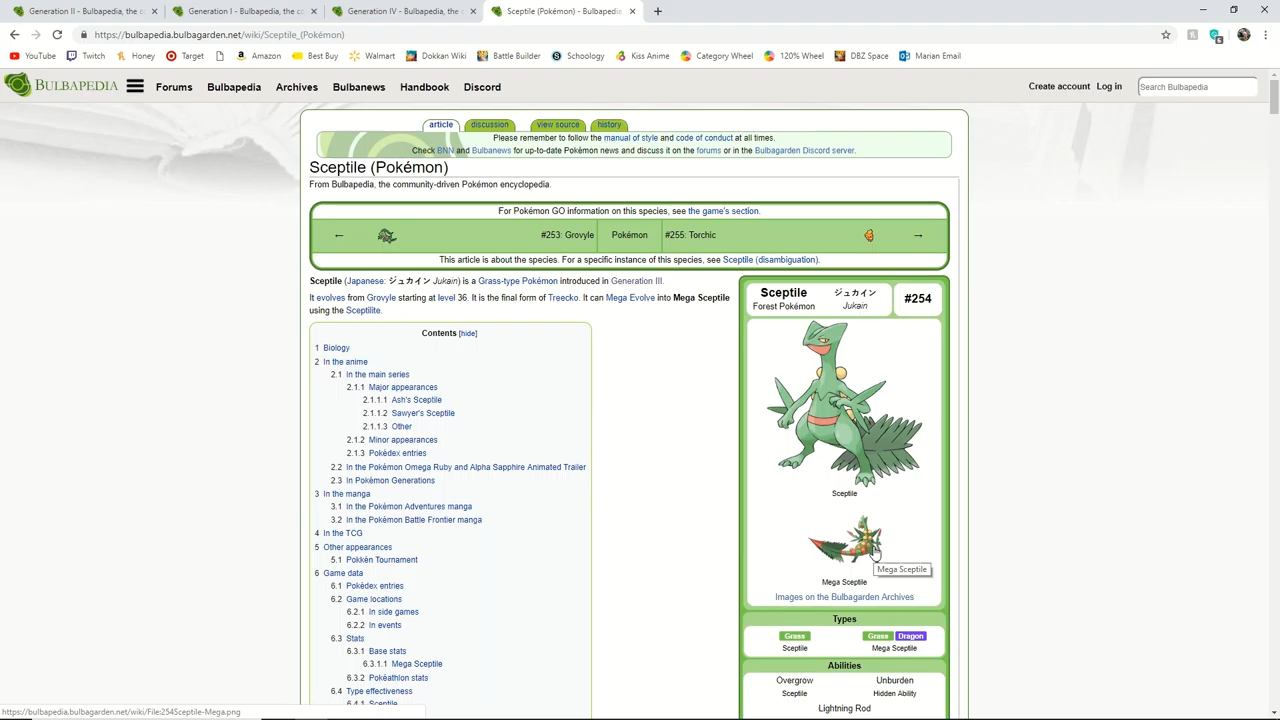 Generation II - Bulbapedia, the c
Generation I - Bulbapedia, the co
Generation IV - Bulbapedia, the c
Sceptile (Pokémon) - Bulbapedia
https://bulbapedia.bulbagarden.net/wiki/Sceptile_(Pokémon)
YouTube Twitch Honey Target Amazon Best Buy Walmart Dokkan Wiki Battle Builder Schoology Kiss Anime Category Wheel 120% Wheel DBZ Space Marian Email
BULBAPEDIA
Forums Bulbapedia Archives Bulbanews Handbook Discord
Create account Log in Search Bulbapedia
article discussion view source history
Please remember to follow the manual of style and code of conduct at all times.
Check BNN and Bulbanews for up-to-date Pokémon news and discuss it on the forums or in the Bulbagarden Discord server.
Sceptile (Pokémon)
From Bulbapedia, the community-driven Pokémon encyclopedia.
For Pokémon GO information on this species, see the game's section.
← #253: Grovyle Pokémon #255: Torchic →
This article is about the species. For a specific instance of this species, see Sceptile (disambiguation).
Sceptile (Japanese: ジュカイン Jukain) is a Grass-type Pokémon introduced in Generation III.
It evolves from Grovyle starting at level 36. It is the final form of Treecko. It can Mega Evolve into Mega Sceptile
using the Sceptilite.
Contents [hide]
1 Biology
2 In the anime
2.1 In the main series
2.1.1 Major appearances
2.1.1.1 Ash's Sceptile
2.1.1.2 Sawyer's Sceptile
2.1.1.3 Other
2.1.2 Minor appearances
2.1.3 Pokédex entries
2.2 In the Pokémon Omega Ruby and Alpha Sapphire Animated Trailer
2.3 In Pokémon Generations
3 In the manga
3.1 In the Pokémon Adventures manga
3.2 In the Pokémon Battle Frontier manga
4 In the TCG
5 Other appearances
5.1 Pokkén Tournament
6 Game data
6.1 Pokédex entries
6.2 Game locations
6.2.1 In side games
6.2.2 In events
6.3 Stats
6.3.1 Base stats
6.3.1.1 Mega Sceptile
6.3.2 Pokéathlon stats
6.4 Type effectiveness
6.4.1 Sceptile
Sceptile ジュカイン #254
Forest Pokémon Jukain
Sceptile
Mega Sceptile
Mega Sceptile
Images on the Bulbagarden Archives
Types
Grass Grass Dragon
Sceptile Mega Sceptile
Abilities
Overgrow Unburden
Sceptile Hidden Ability
Lightning Rod
https://bulbapedia.bulbagarden.net/wiki/File:254Sceptile-Mega.png